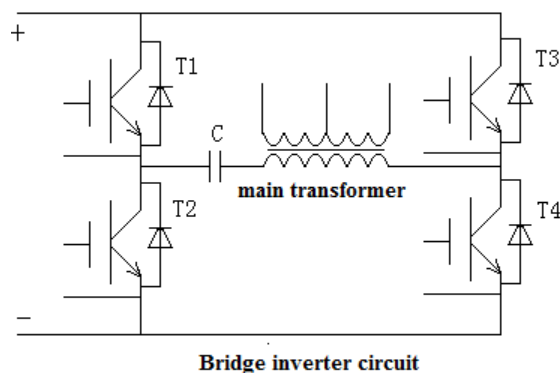 +
T1
T3
C
main transformer
T2
T4
−
Bridge inverter circuit